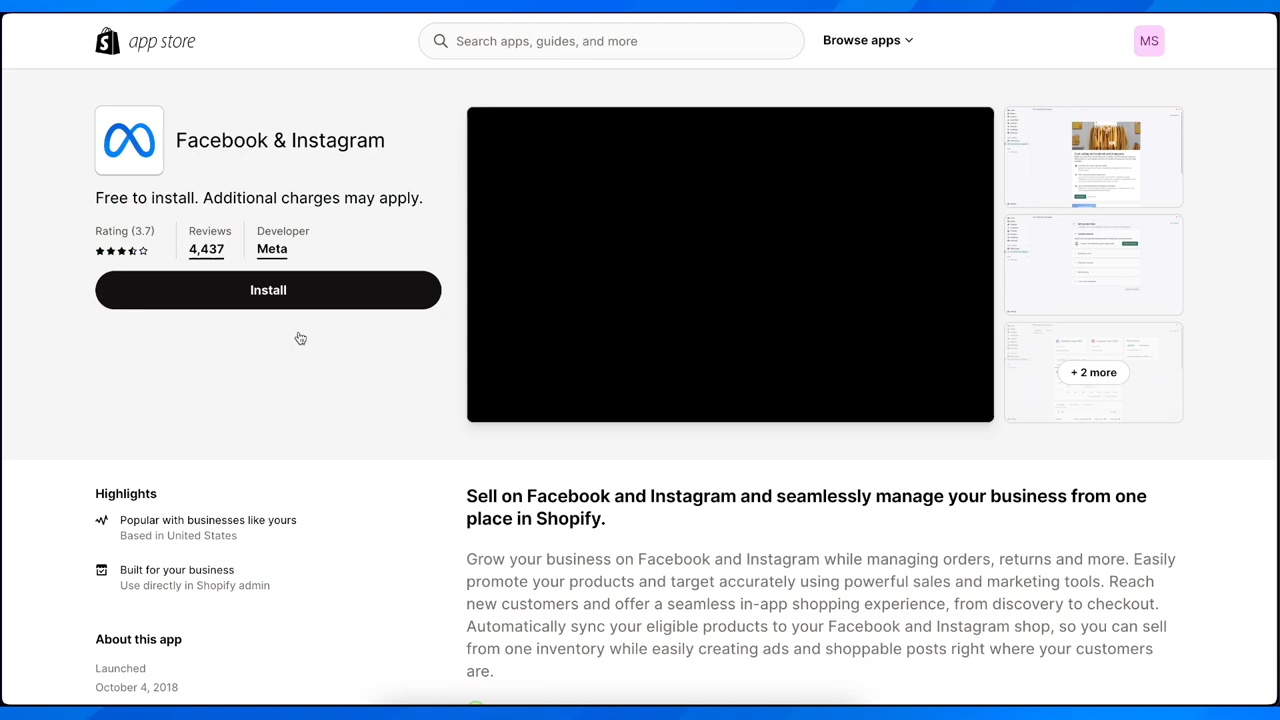 app store
Search apps, guides, and more
Browse apps
MS
Facebook & Instagram
Free to install. Additional charges may apply.
Rating (3.7)
Reviews
Developer
4,437
Meta
Install
+ 2 more
Highlights
Popular with businesses like yours
Based in United States
Built for your business
Use directly in Shopify admin
About this app
Launched
October 4, 2018
Sell on Facebook and Instagram and seamlessly manage your business from one
place in Shopify.
Grow your business on Facebook and Instagram while managing orders, returns and more. Easily
promote your products and target accurately using powerful sales and marketing tools. Reach
new customers and offer a seamless in-app shopping experience, from discovery to checkout.
Automatically sync your eligible products to your Facebook and Instagram shop, so you can sell
from one inventory while easily creating ads and shoppable posts right where your customers
are.